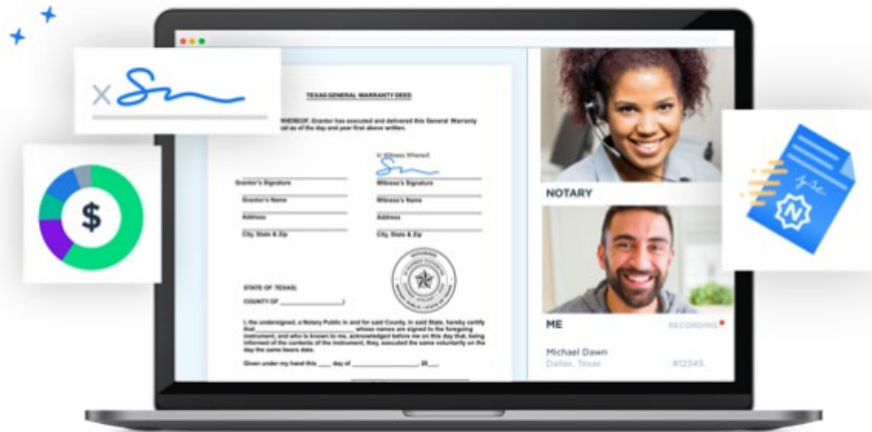 TEXAS GENERAL WARRANTY DEED
WHEREOF, Grantor has executed and delivered this General Warranty
as of the day and year first above written.
In Witness Whereof,
Grantor's Signature
Witness's Signature
Grantor's Name
Witness's Name
Address
Address
City, State & Zip
City, State & Zip
STATE OF TEXAS)
COUNTY OF ____________)
I, the undersigned, a Notary Public in and for said County, in said State, hereby certify
that ____________ whose names are signed to the foregoing
instrument, and who is known to me, acknowledged before me on this day that, being
informed of the contents of the instrument, they, executed the same voluntarily on the
day the same bears date.
Given under my hand this ____ day of ____________, 20__.
X
$
NOTARY
ME
RECORDING
Michael Dawn
Dallas, Texas
#12345
N